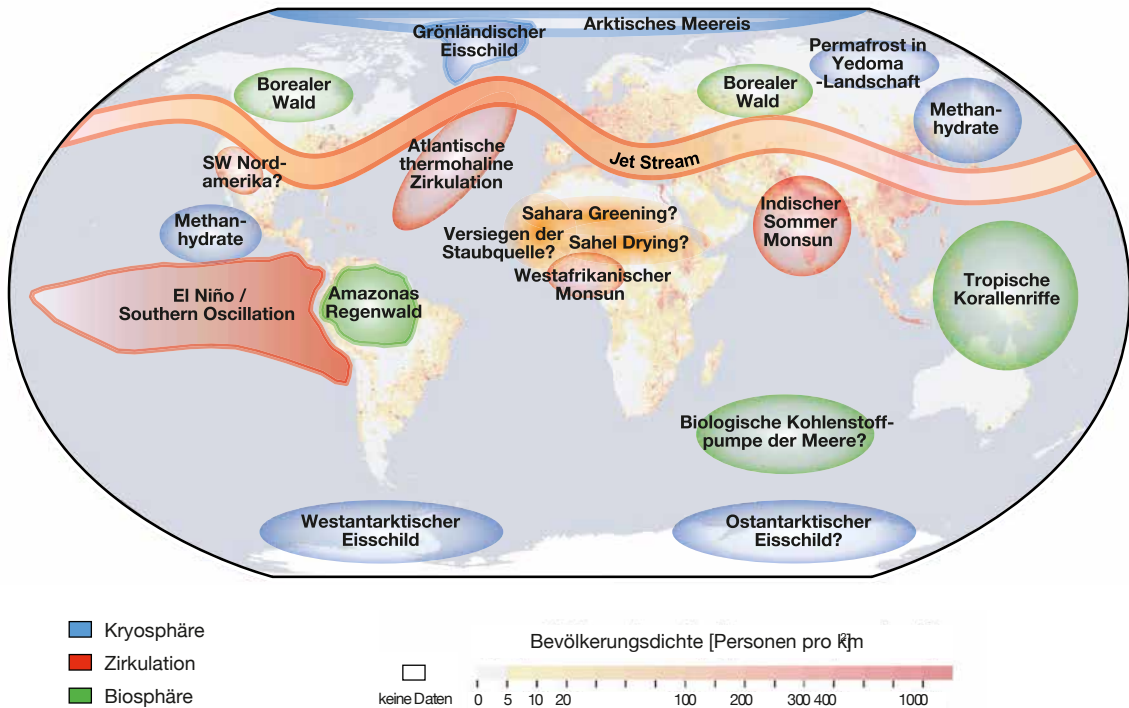 Arktisches Meereis
Grönländischer
Eisschild
Permafrost in
Yedoma
-Landschaft
Borealer
Wald
Borealer
Wald
Methan-
hydrate
Jet Stream
Atlantische
thermohaline
Zirkulation
SW Nord-
amerika?
Methan-
hydrate
Sahara Greening?
Versiegen der
Staubquelle?
Sahel Drying?
Westafrikanischer
Monsun
Indischer
Sommer
Monsun
El Niño /
Southern Oscillation
Amazonas
Regenwald
Tropische
Korallenriffe
Biologische Kohlenstoff-
pumpe der Meere?
Westantarktischer
Eisschild
Ostantarktischer
Eisschild?
Kryosphäre
Zirkulation
Biosphäre
keine Daten
Bevölkerungsdichte [Personen pro km²]
0 5 10 20 100 200 300 400 1000